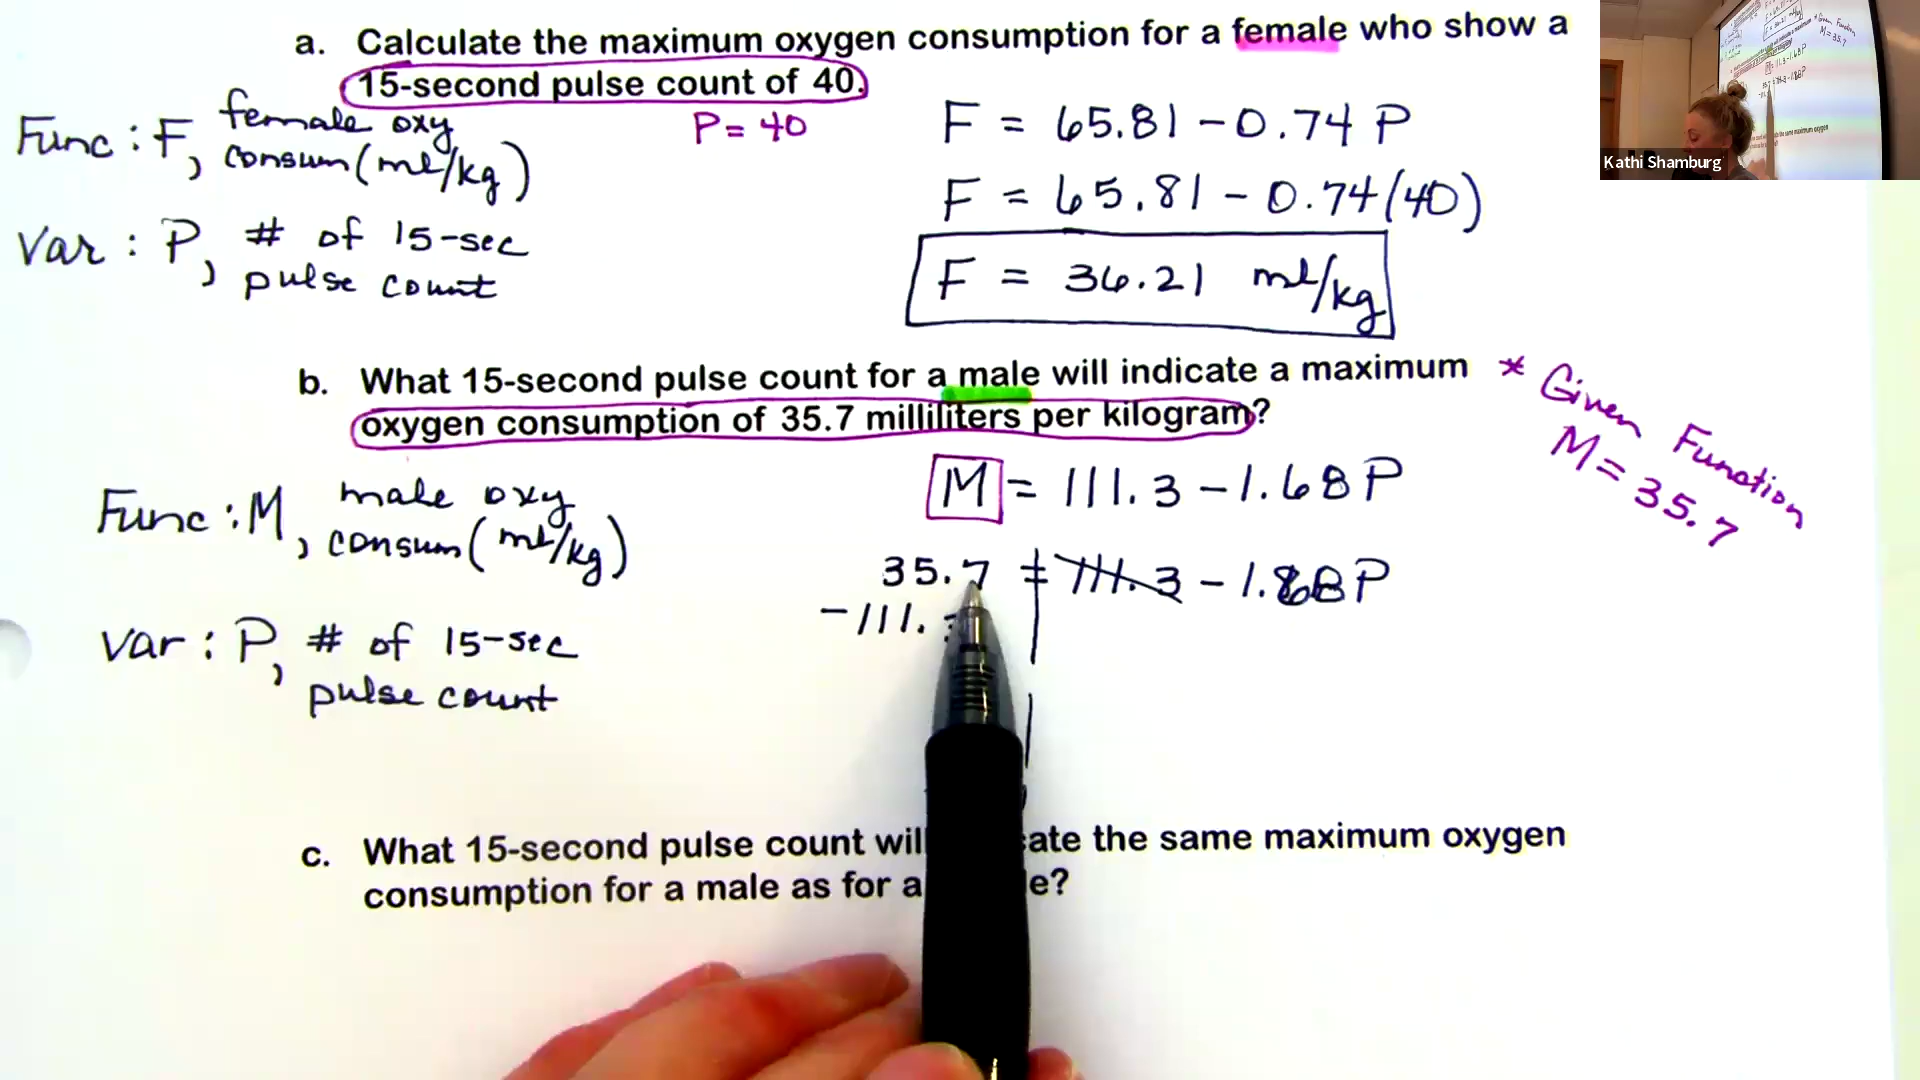 a. Calculate the maximum oxygen consumption for a female who show a
15-second pulse count of 40.
P = 40
Func : F, female oxy
consum (ml/kg)
Var : P, # of 15-sec
pulse count
F = 65.81 - 0.74 P
F = 65.81 - 0.74 (40)
F = 36.21 ml/kg
b. What 15-second pulse count for a male will indicate a maximum
oxygen consumption of 35.7 milliliters per kilogram?
* Given Function
M = 35.7
Func : M, male oxy
consum (ml/kg)
Var : P, # of 15-sec
pulse count
M = 111.3 - 1.68 P
35.7 = 111.3 - 1.68 P
-111.
c. What 15-second pulse count the same maximum oxygen
consumption for a male as for a
Kathi Shamburg